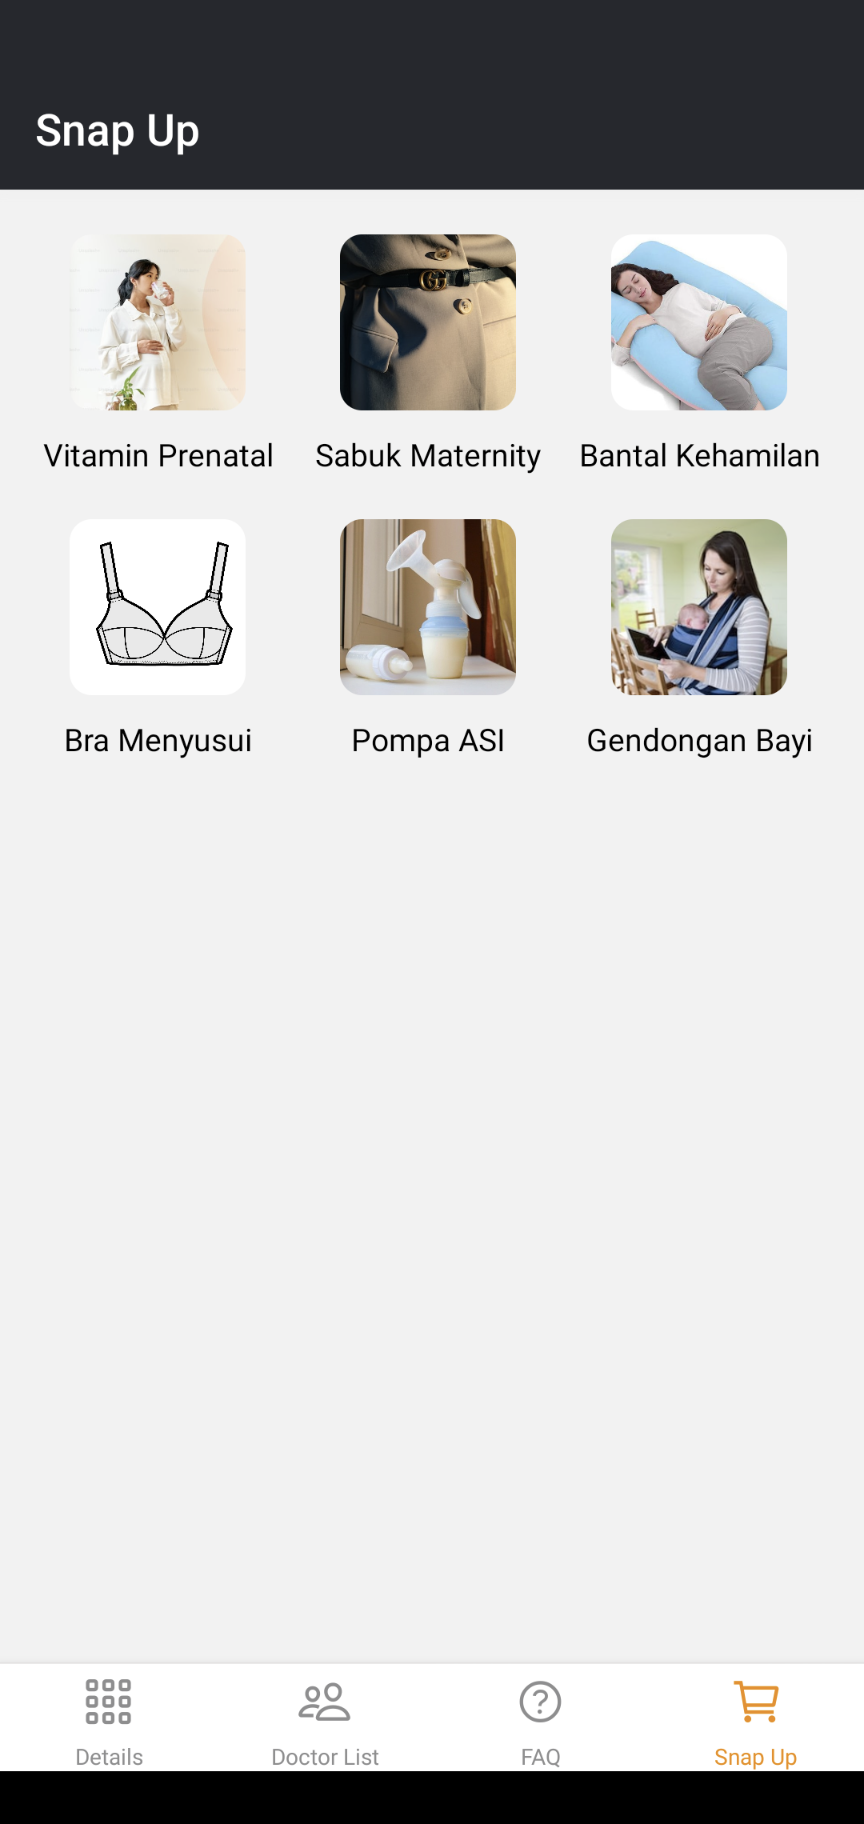 Snap Up
Vitamin Prenatal
Sabuk Maternity
Bantal Kehamilan
Bra Menyusui
Pompa ASI
Gendongan Bayi
Details
Doctor List
FAQ
Snap Up